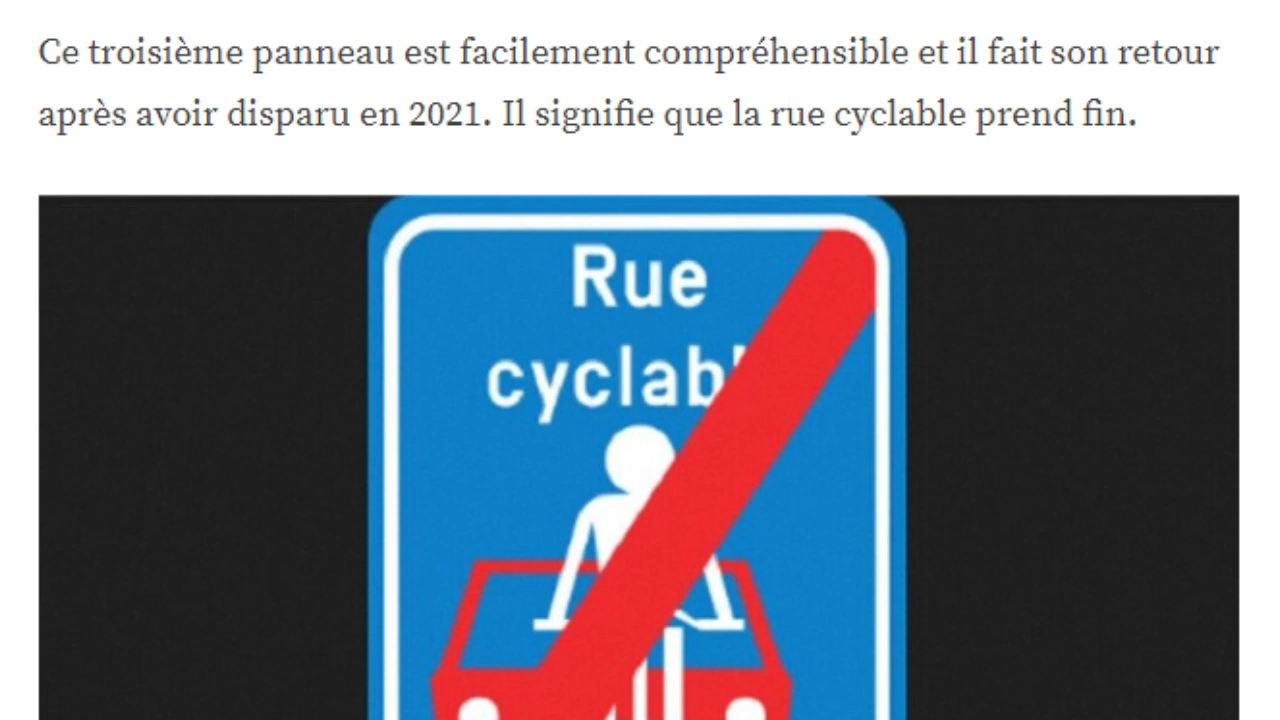 Ce troisième panneau est facilement compréhensible et il fait son retour
après avoir disparu en 2021. Il signifie que la rue cyclable prend fin.
Rue
cyclabl